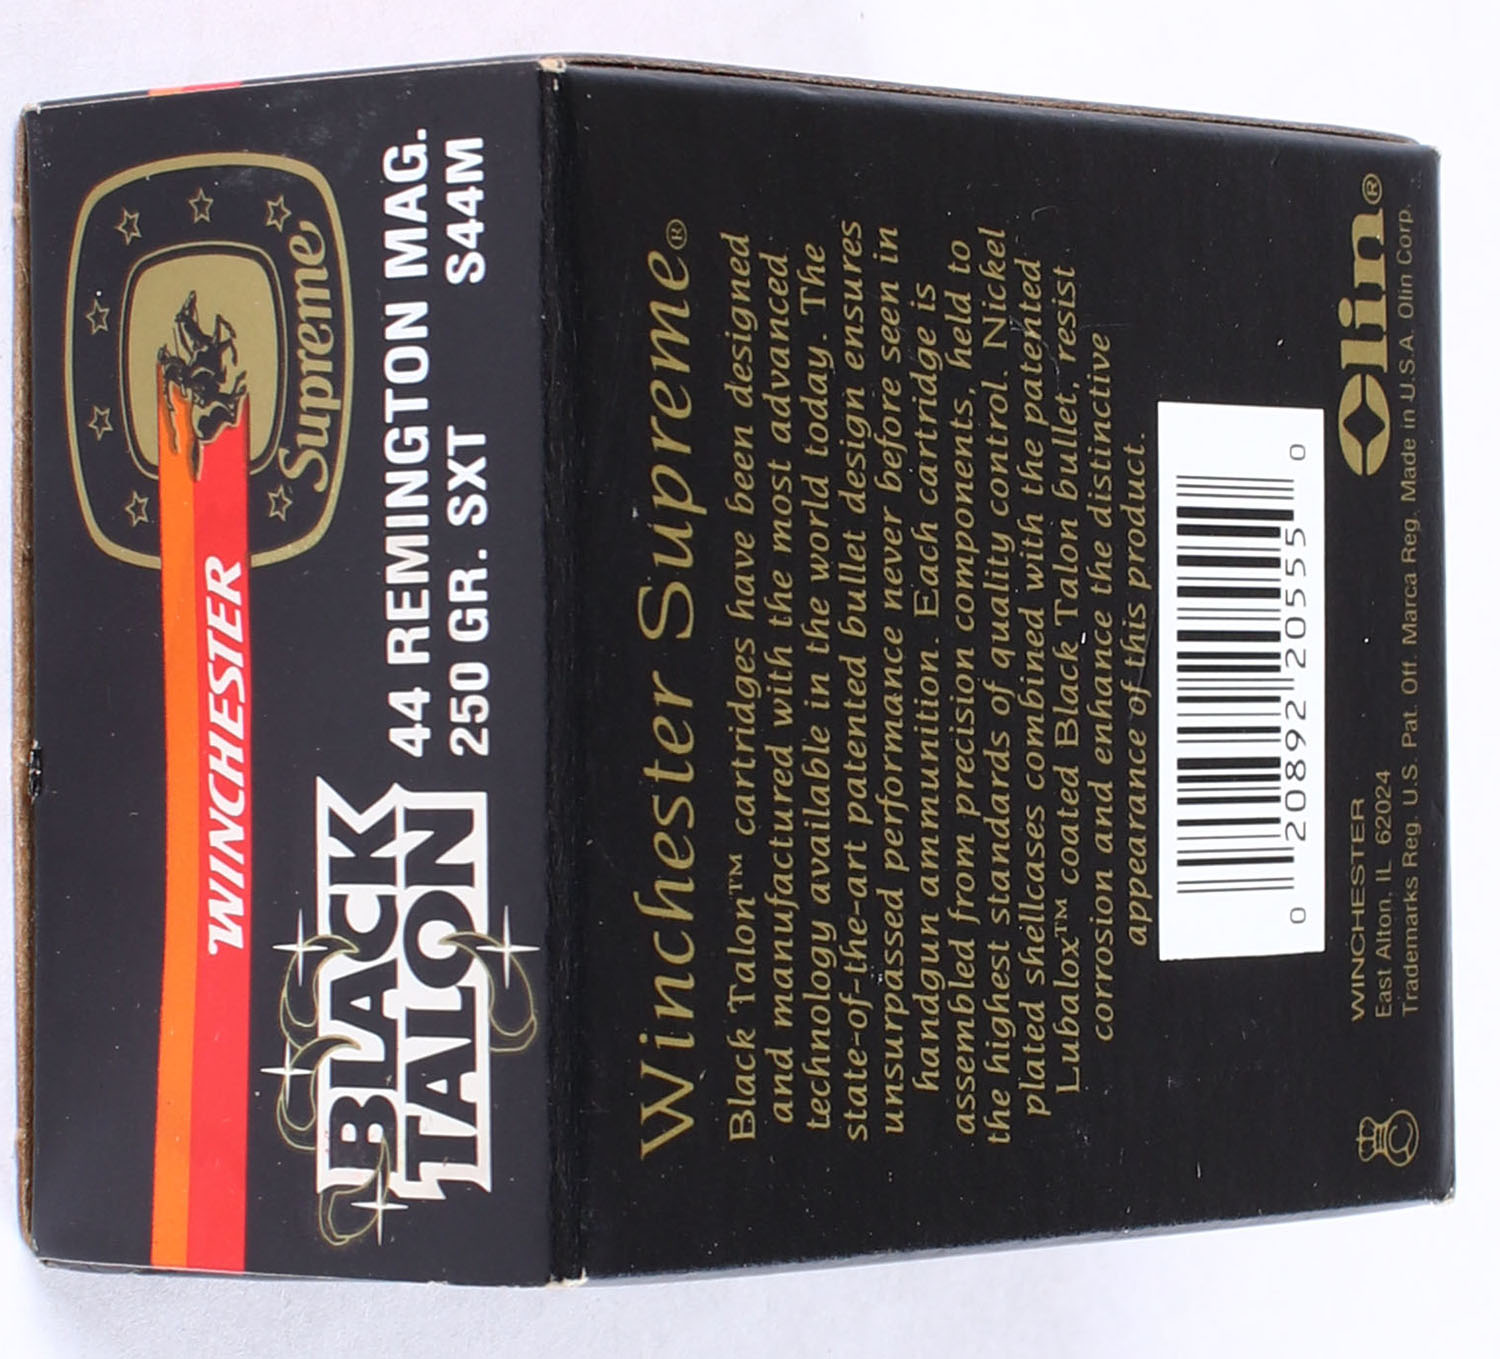 WINCHESTER
Supreme®
BLACK
TALON
44 REMINGTON MAG.
250 GR. SXT S44M
Winchester Supreme®
Black Talon™ cartridges have been designed
and manufactured with the most advanced
technology available in the world today. The
state-of-the-art patented bullet design ensures
unsurpassed performance never before seen in
handgun ammunition. Each cartridge is
assembled from precision components, held to
the highest standards of quality control. Nickel
plated shellcases combined with the patented
Lubalox™ coated Black Talon bullet, resist
corrosion and enhance the distinctive
appearance of this product.
0 20892 20555 0
WINCHESTER
East Alton, IL 62024
Trademarks Reg. U.S. Pat. Off. Marca Reg. Made in U.S.A. Olin Corp.
Olin®